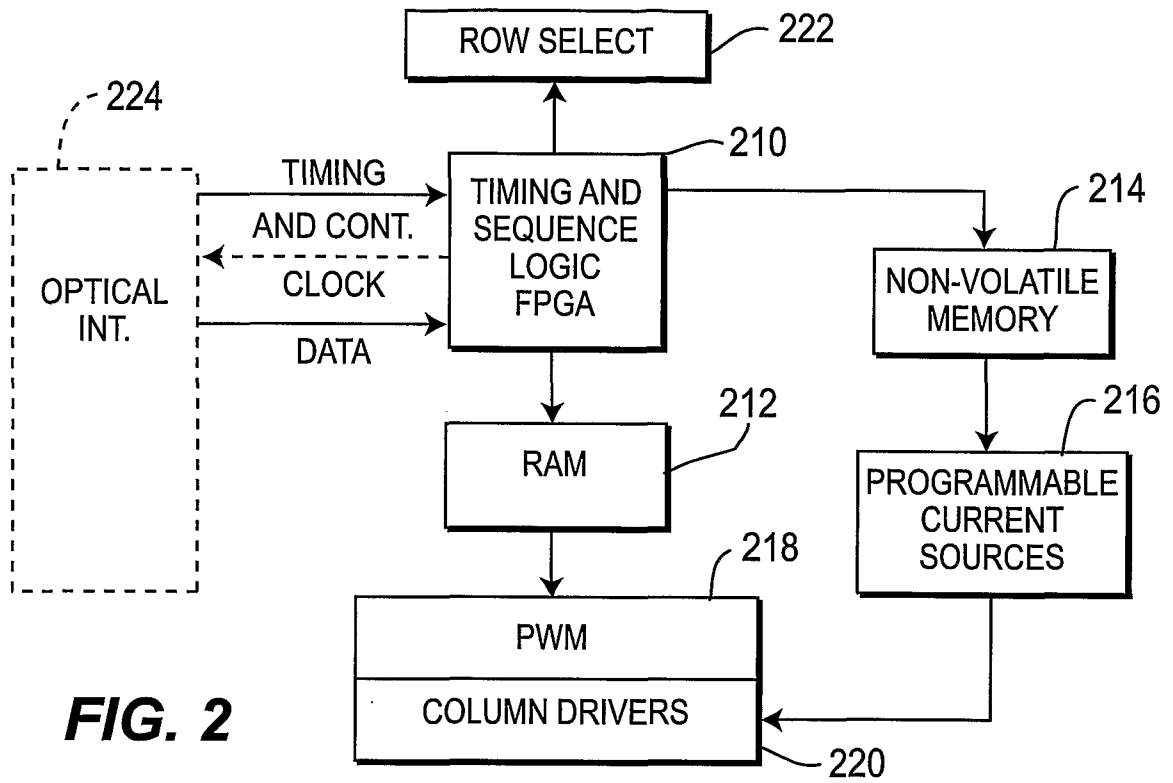 ROW SELECT
222
224
210
TIMING
AND CONT.
CLOCK
DATA
TIMING AND
SEQUENCE
LOGIC
FPGA
214
OPTICAL
INT.
NON-VOLATILE
MEMORY
212
216
RAM
PROGRAMMABLE
CURRENT
SOURCES
218
PWM
COLUMN DRIVERS
220
FIG. 2